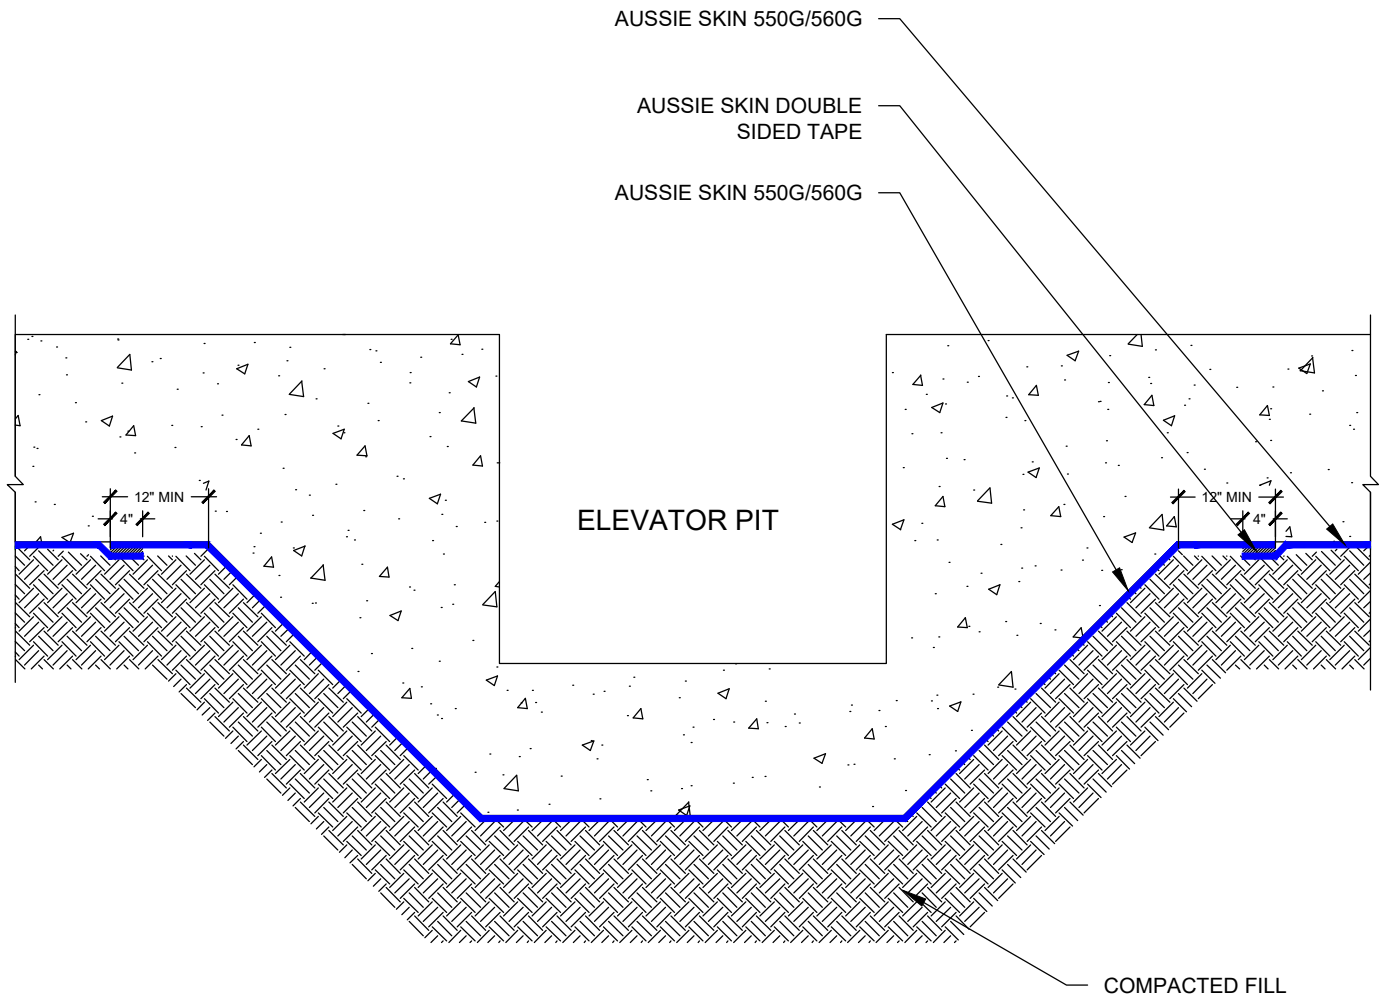 AUSSIE SKIN 550G/560G
AUSSIE SKIN DOUBLE
SIDED TAPE
AUSSIE SKIN 550G/560G
12" MIN
12" MIN
4"
4"
ELEVATOR PIT
COMPACTED FILL